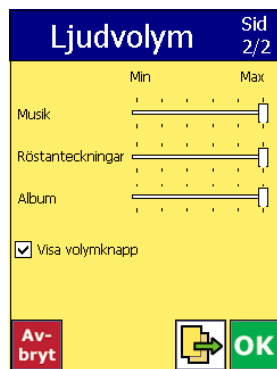 Ljudvolym
Sid
2/2
Min Max
Musik
Röstanteckningar
Album
Visa volymknapp
Av-
bryt
OK